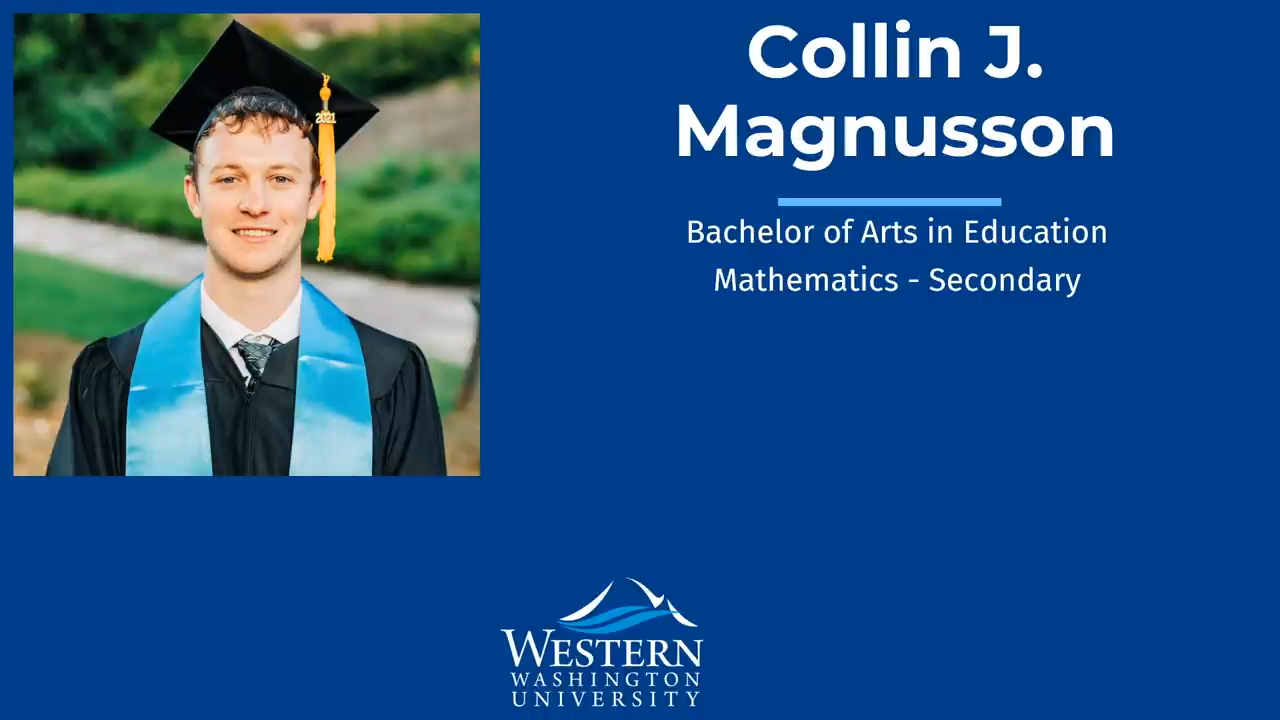 Collin J.
Magnusson
Bachelor of Arts in Education
Mathematics - Secondary
2021
WESTERN
WASHINGTON
UNIVERSITY